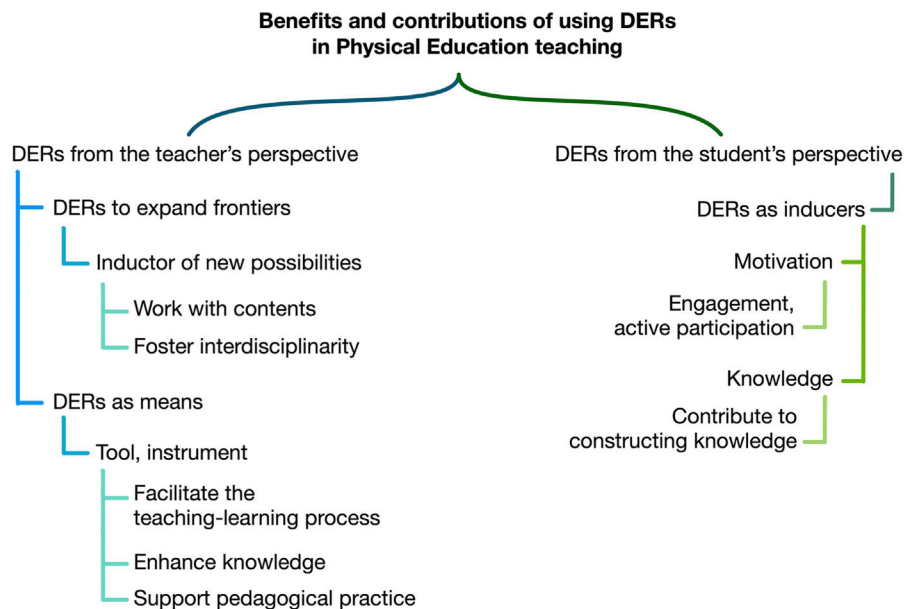 Benefits and contributions of using DERs
in Physical Education teaching
DERs from the teacher’s perspective
DERs to expand frontiers
Inductor of new possibilities
Work with contents
Foster interdisciplinarity
DERs as means
Tool, instrument
Facilitate the
teaching-learning process
Enhance knowledge
Support pedagogical practice
DERs from the student’s perspective
DERs as inducers
Motivation
Engagement,
active participation
Knowledge
Contribute to
constructing knowledge